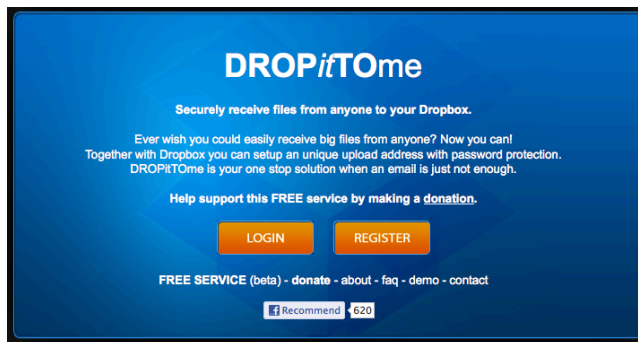 DROPitTOme
Securely receive files from anyone to your Dropbox.
Ever wish you could easily receive big files from anyone? Now you can!
Together with Dropbox you can setup an unique upload address with password protection.
DROPitTOme is your one stop solution when an email is just not enough.
Help support this FREE service by making a donation.
LOGIN REGISTER
FREE SERVICE (beta) - donate - about - faq - demo - contact
Recommend 620